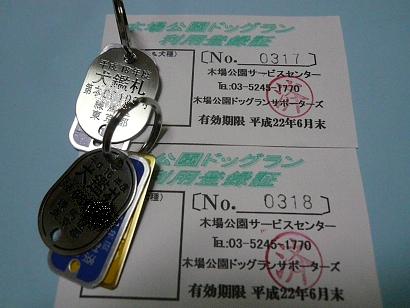 木場公園ドッグラン
利用登録証
犬種)
[No. 0317]
木場公園サービスセンター
℡03-5245-1770
木場公園ドッグランサポーターズ
有効期限 平成22年6月末
済
犬鑑札
東京都
公園ドッグラン
利用登録証
[No. 0318]
木場公園サービスセンター
℡:03-5245-1770
木場公園ドッグランサポーターズ
有効期限 平成22年6月末
済